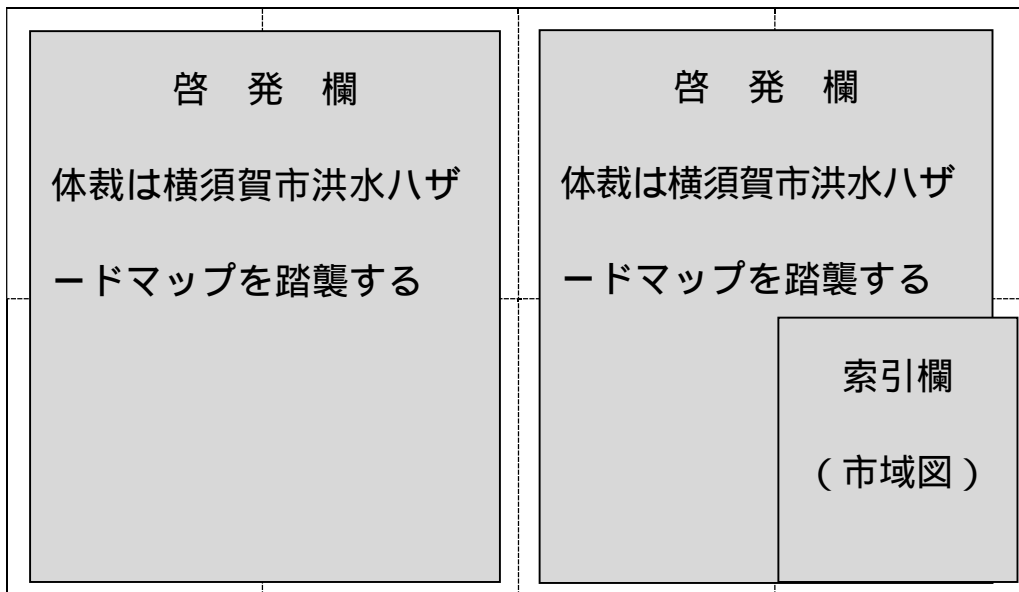 啓　発　欄
体裁は横須賀市洪水ハザ
ードマップを踏襲する
啓　発　欄
体裁は横須賀市洪水ハザ
ードマップを踏襲する
索引欄
（市域図）